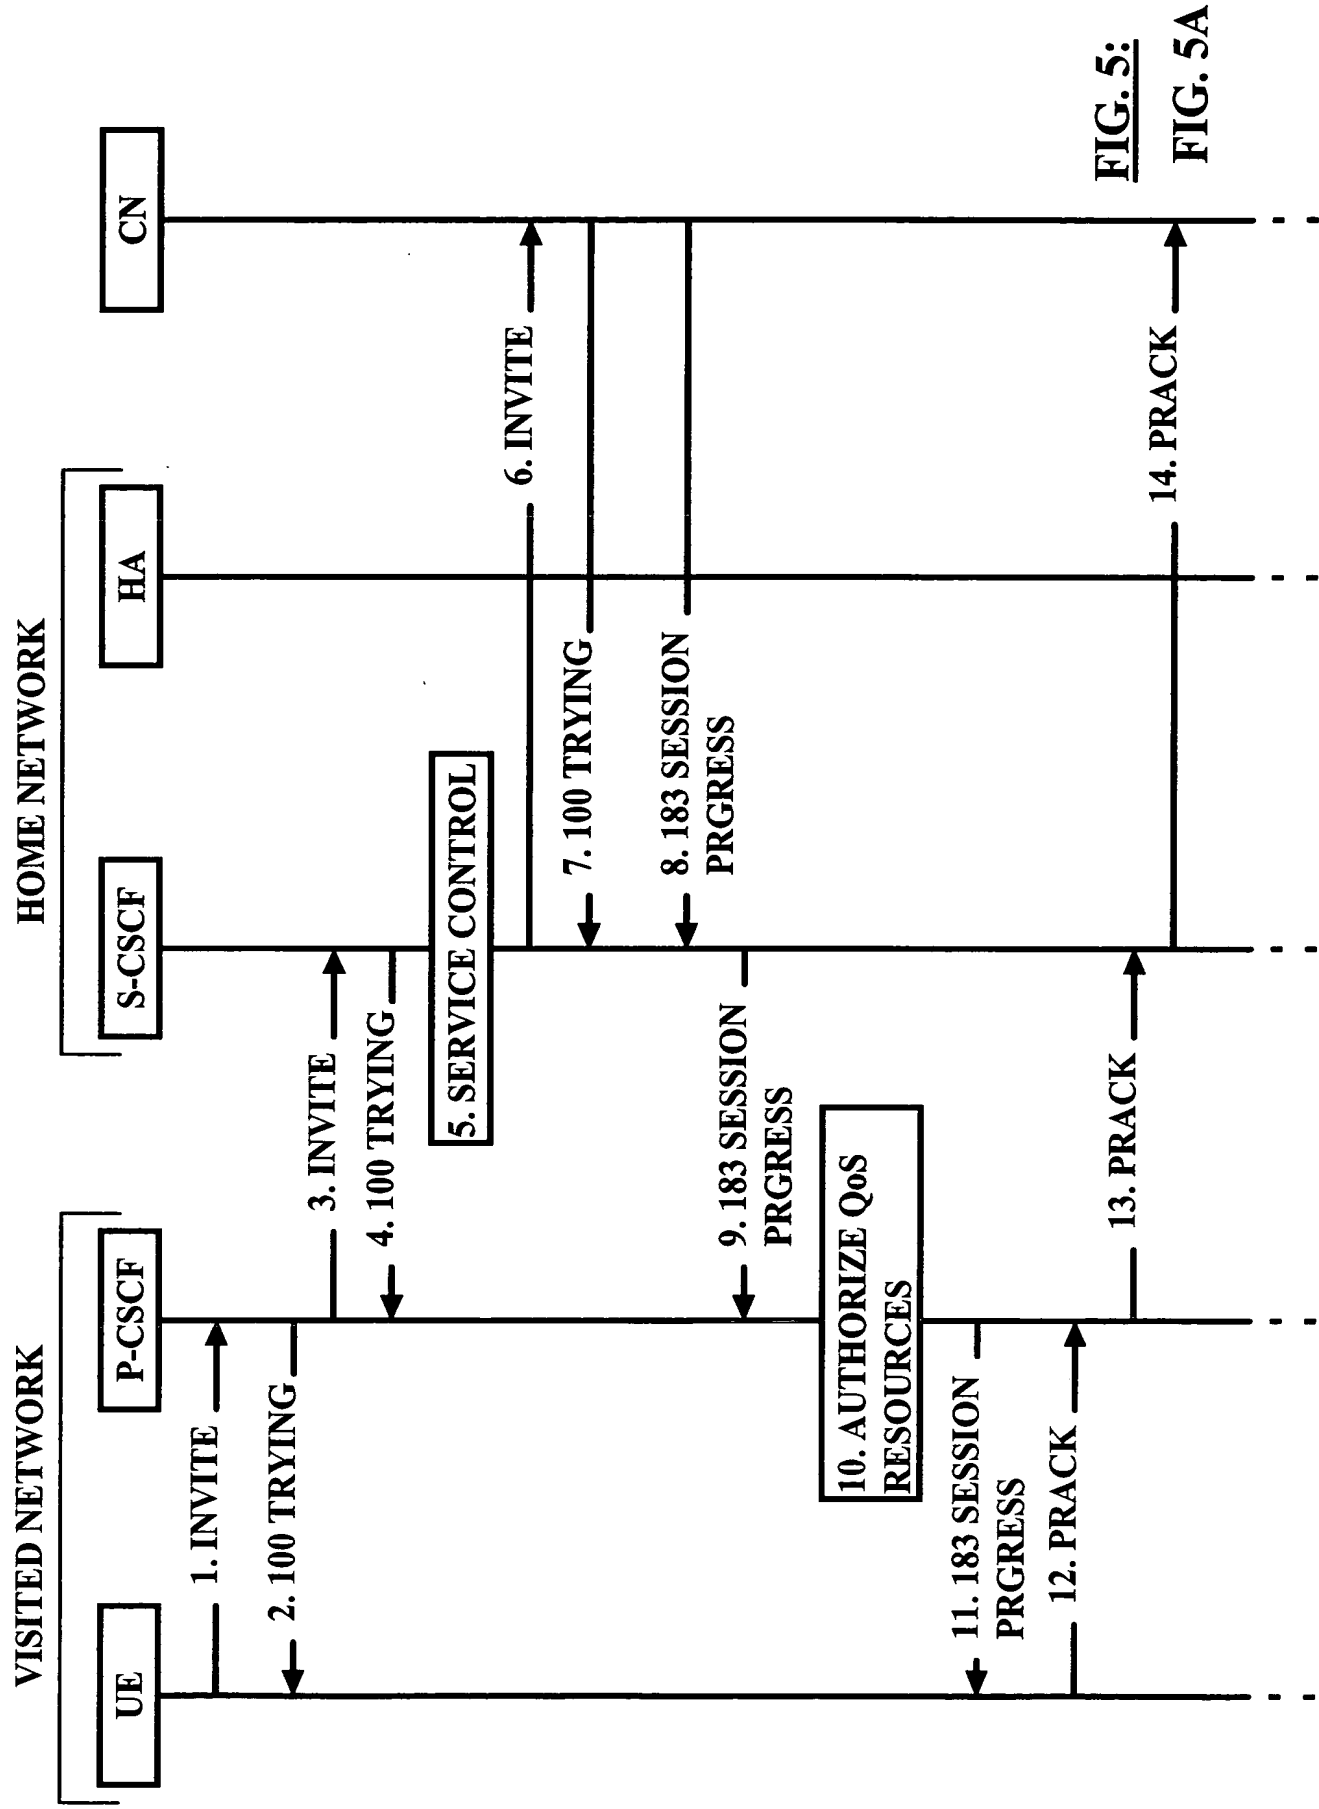 VISITED NETWORK
HOME NETWORK
UE
P-CSCF
S-CSCF
HA
CN
1. INVITE
2. 100 TRYING
3. INVITE
4. 100 TRYING
5. SERVICE CONTROL
6. INVITE
7. 100 TRYING
8. 183 SESSION
PRGRESS
9. 183 SESSION
PRGRESS
10. AUTHORIZE QoS
RESOURCES
11. 183 SESSION
PRGRESS
12. PRACK
13. PRACK
14. PRACK
FIG. 5:
FIG. 5A